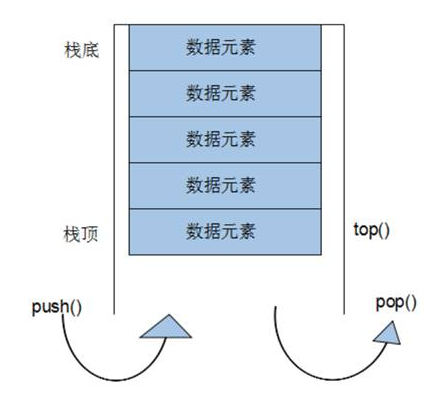 栈底
数据元素
数据元素
数据元素
数据元素
栈顶
数据元素
top()
push()
pop()